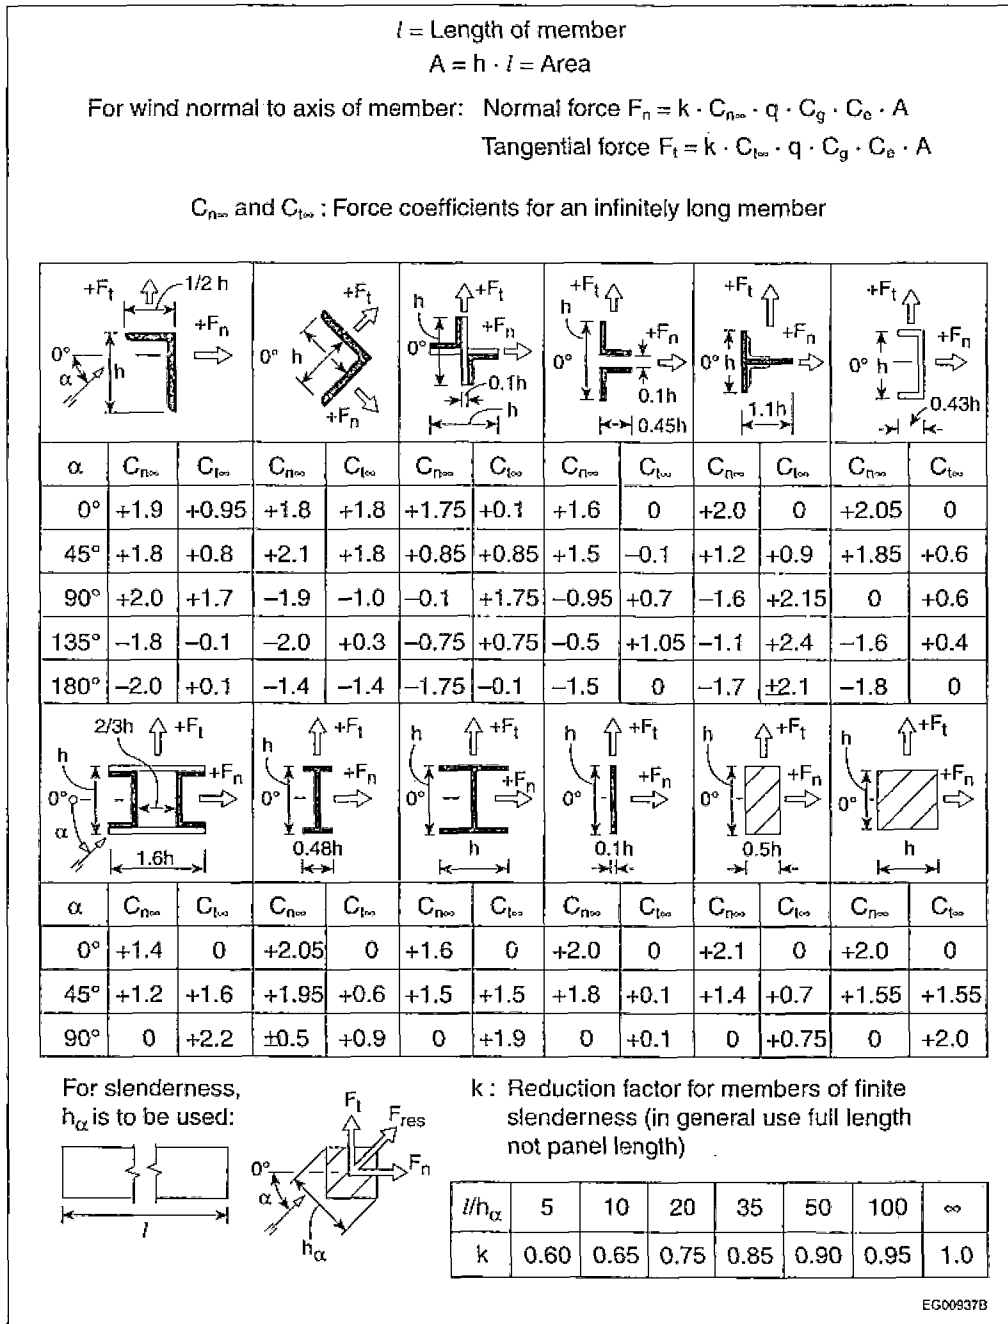 l = Length of member
A = h · l = Area
For wind normal to axis of member: Normal force Fₙ = k · Cₙ∞ · q · C_g · Cₑ · A
Tangential force Fₜ = k · Cₜ∞ · q · C_g · Cₑ · A
Cₙ∞ and Cₜ∞ : Force coefficients for an infinitely long member
+Fₜ 1/2 h +Fₙ 0° α h
+Fₜ 0° h +Fₙ
h +Fₜ +Fₙ 0° 0.1h h
+Fₜ h +Fₙ 0° 0.1h 0.45h
+Fₜ +Fₙ 0° h 1.1h
+Fₜ +Fₙ 0° h 0.43h
α Cₙ∞ Cₜ∞ Cₙ∞ Cₜ∞ Cₙ∞ Cₜ∞ Cₙ∞ Cₜ∞ Cₙ∞ Cₜ∞ Cₙ∞ Cₜ∞
0° +1.9 +0.95 +1.8 +1.8 +1.75 +0.1 +1.6 0 +2.0 0 +2.05 0
45° +1.8 +0.8 +2.1 +1.8 +0.85 +0.85 +1.5 −0.1 +1.2 +0.9 +1.85 +0.6
90° +2.0 +1.7 −1.9 −1.0 −0.1 +1.75 −0.95 +0.7 −1.6 +2.15 0 +0.6
135° −1.8 −0.1 −2.0 +0.3 −0.75 +0.75 −0.5 +1.05 −1.1 +2.4 −1.6 +0.4
180° −2.0 +0.1 −1.4 −1.4 −1.75 −0.1 −1.5 0 −1.7 ±2.1 −1.8 0
2/3h +Fₜ h +Fₙ 0° α 1.6h
h +Fₜ +Fₙ 0° 0.48h
h +Fₜ +Fₙ 0° h
h +Fₜ +Fₙ 0° 0.1h
h +Fₜ +Fₙ 0° 0.5h
h +Fₜ +Fₙ 0° h
α Cₙ∞ Cₜ∞ Cₙ∞ Cₜ∞ Cₙ∞ Cₜ∞ Cₙ∞ Cₜ∞ Cₙ∞ Cₜ∞ Cₙ∞ Cₜ∞
0° +1.4 0 +2.05 0 +1.6 0 +2.0 0 +2.1 0 +2.0 0
45° +1.2 +1.6 +1.95 +0.6 +1.5 +1.5 +1.8 +0.1 +1.4 +0.7 +1.55 +1.55
90° 0 +2.2 ±0.5 +0.9 0 +1.9 0 +0.1 0 +0.75 0 +2.0
For slenderness,
h_α is to be used:
l
Fₜ F_res Fₙ 0° α h_α
k : Reduction factor for members of finite
slenderness (in general use full length
not panel length)
l/h_α 5 10 20 35 50 100 ∞
k 0.60 0.65 0.75 0.85 0.90 0.95 1.0
EG00937B